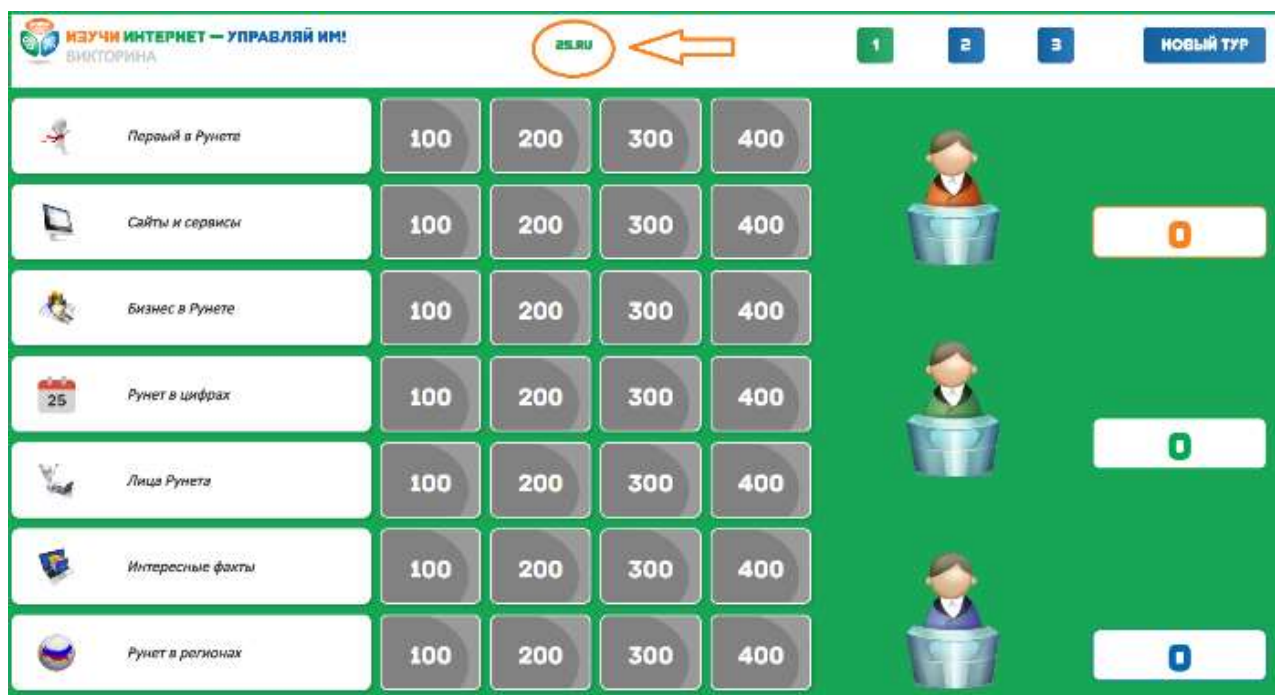 ИЗУЧИ ИНТЕРНЕТ — УПРАВЛЯЙ ИМ!
ВИКТОРИНА
25.RU
1 2 3 НОВЫЙ ТУР
Первый в Рунете 100 200 300 400
Сайты и сервисы 100 200 300 400
0
Бизнес в Рунете 100 200 300 400
25 Рунет в цифрах 100 200 300 400
0
Лица Рунета 100 200 300 400
Интересные факты 100 200 300 400
Рунет в регионах 100 200 300 400
0